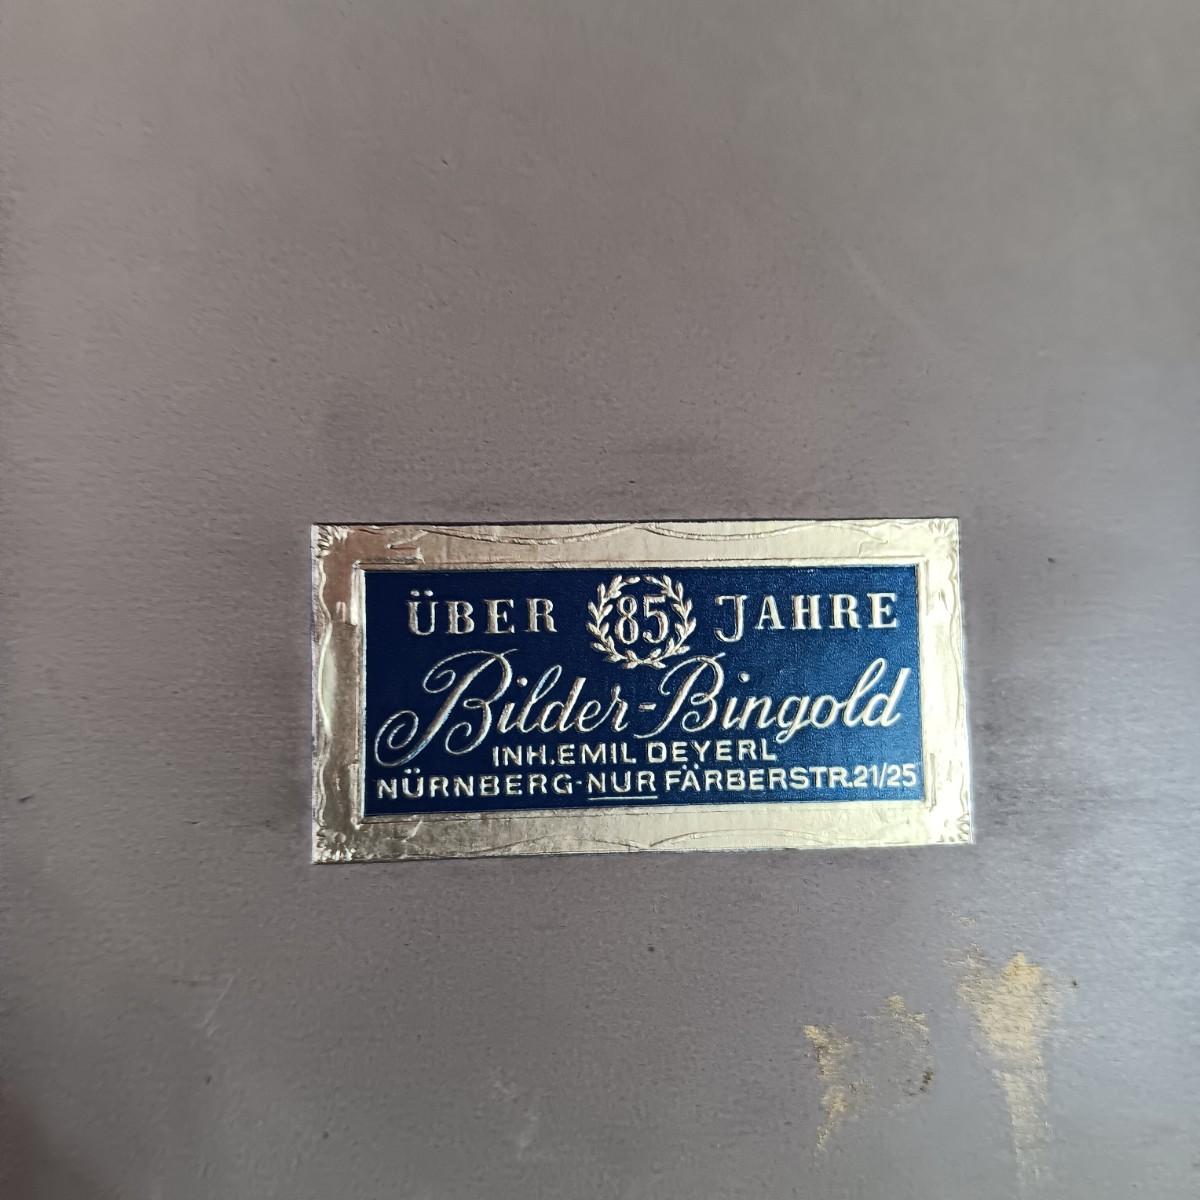 ÜBER 85 JAHRE
Bilder-Bingold
INH.EMIL DEYERL
NÜRNBERG-NUR FÄRBERSTR.21/25